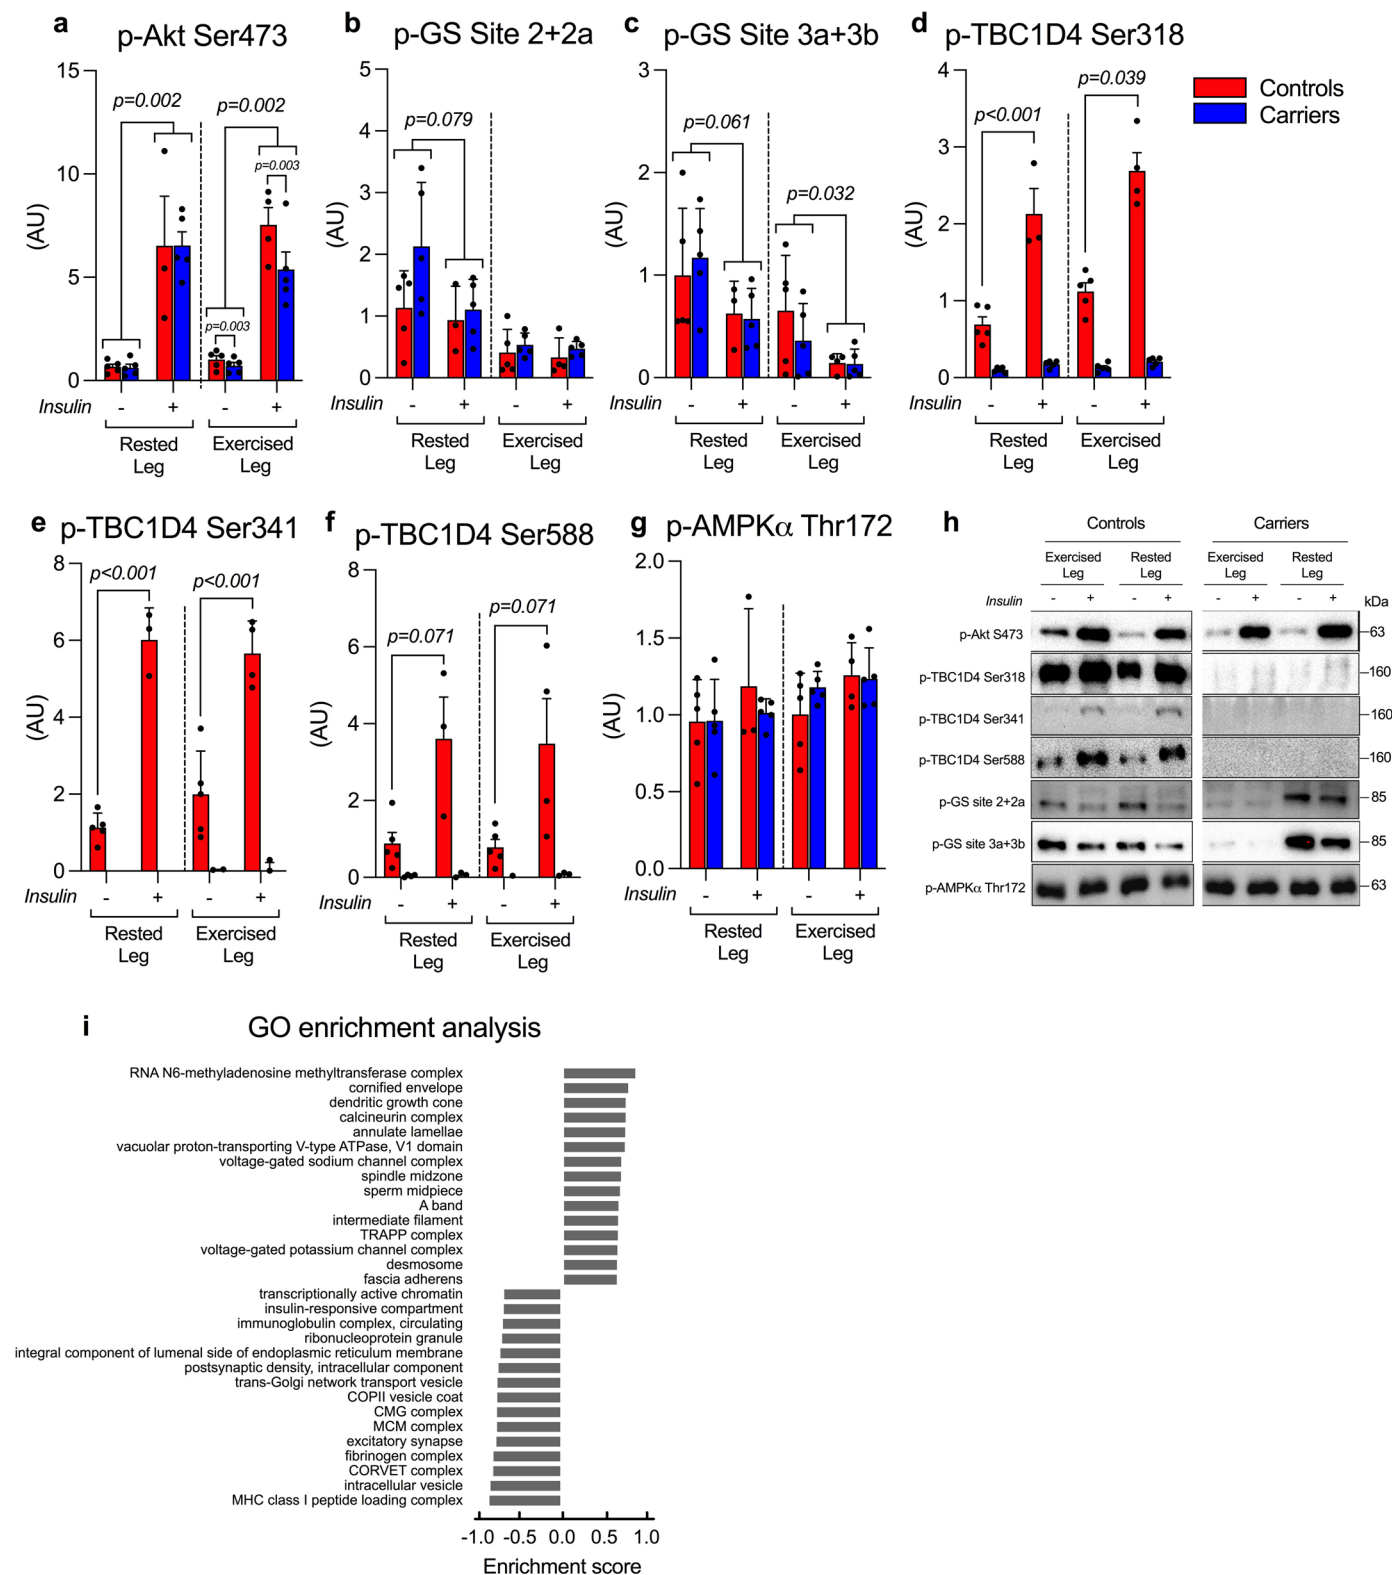 a p-Akt Ser473
b p-GS Site 2+2a
c p-GS Site 3a+3b
d p-TBC1D4 Ser318
Controls
Carriers
(AU)
15
10
5
0
p=0.002
p=0.002
p=0.003
p=0.003
Insulin - + - +
Rested Leg
Exercised Leg
(AU)
5
4
3
2
1
0
p=0.079
- + - +
Rested Leg
Exercised Leg
(AU)
3
2
1
0
p=0.061
p=0.032
Insulin - + - +
Rested Leg
Exercised Leg
(AU)
4
3
2
1
0
p<0.001
p=0.039
Insulin - + - +
Rested Leg
Exercised Leg
e p-TBC1D4 Ser341
(AU)
8
6
4
2
0
p<0.001
p<0.001
Insulin - + - +
Rested Leg
Exercised Leg
f p-TBC1D4 Ser588
(AU)
8
6
4
2
0
p=0.071
p=0.071
Insulin - + - +
Rested Leg
Exercised Leg
g p-AMPKα Thr172
(AU)
2.0
1.5
1.0
0.5
0.0
Insulin - + - +
Rested Leg
Exercised Leg
h
Controls Carriers
Exercised Leg
Rested Leg
Exercised Leg
Rested Leg
Insulin - + - + - + - + kDa
p-Akt S473 63
p-TBC1D4 Ser318 160
p-TBC1D4 Ser341 160
p-TBC1D4 Ser588 160
p-GS site 2+2a 85
p-GS site 3a+3b 85
p-AMPKα Thr172 63
i GO enrichment analysis
RNA N6-methyladenosine methyltransferase complex
cornified envelope
dendritic growth cone
calcineurin complex
annulate lamellae
vacuolar proton-transporting V-type ATPase, V1 domain
voltage-gated sodium channel complex
spindle midzone
sperm midpiece
A band
intermediate filament
TRAPP complex
voltage-gated potassium channel complex
desmosome
fascia adherens
transcriptionally active chromatin
insulin-responsive compartment
immunoglobulin complex, circulating
ribonucleoprotein granule
integral component of lumenal side of endoplasmic reticulum membrane
postsynaptic density, intracellular component
trans-Golgi network transport vesicle
COPII vesicle coat
CMG complex
MCM complex
excitatory synapse
fibrinogen complex
CORVET complex
intracellular vesicle
MHC class I peptide loading complex
-1.0 -0.5 0.0 0.5 1.0
Enrichment score